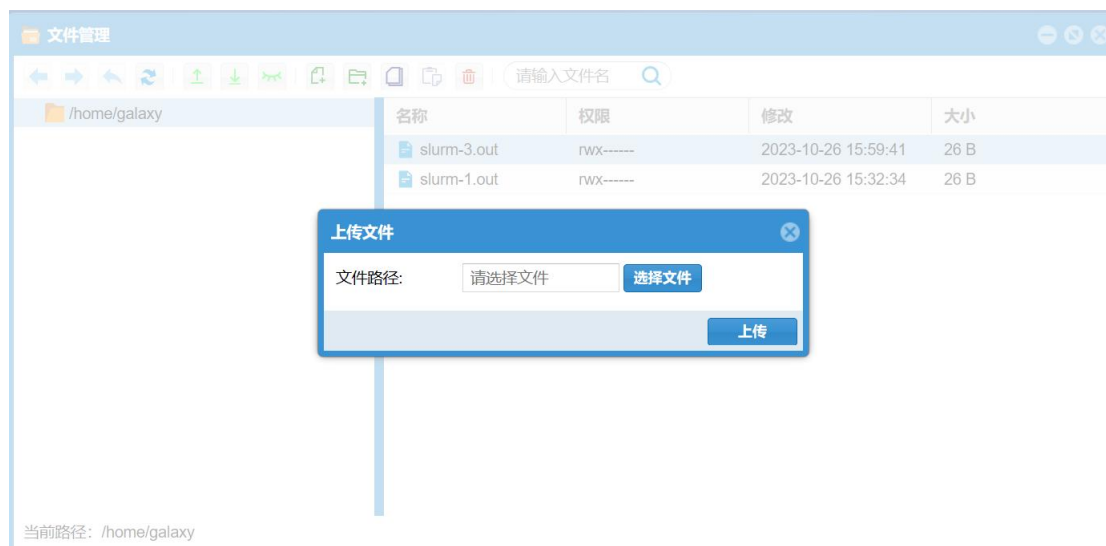 文件管理
请输入文件名
/home/galaxy
名称 权限 修改 大小
slurm-3.out rwx------ 2023-10-26 15:59:41 26 B
slurm-1.out rwx------ 2023-10-26 15:32:34 26 B
上传文件
文件路径: 请选择文件 选择文件
上传
当前路径: /home/galaxy